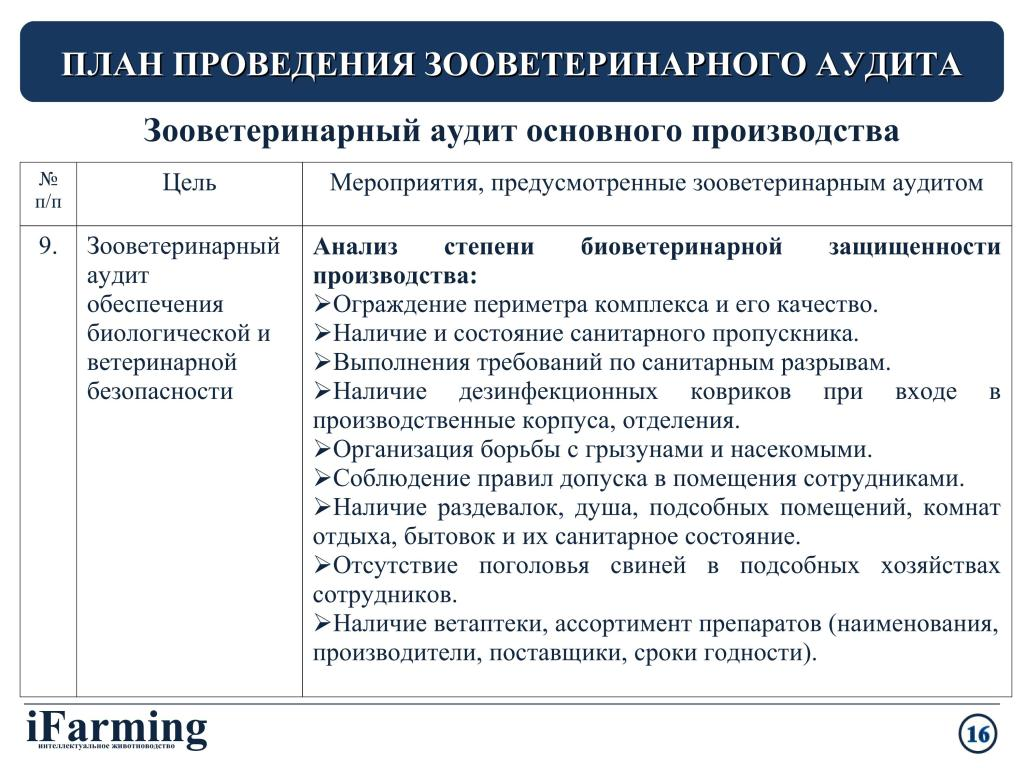 ПЛАН ПРОВЕДЕНИЯ ЗООВЕТЕРИНАРНОГО АУДИТА
Зооветеринарный аудит основного производства
№
п/п
Цель
Мероприятия, предусмотренные зооветеринарным аудитом
9.
Зооветеринарный
аудит
обеспечения
биологической и
ветеринарной
безопасности
Анализ степени биоветеринарной защищенности
производства:
➢Ограждение периметра комплекса и его качество.
➢Наличие и состояние санитарного пропускника.
➢Выполнения требований по санитарным разрывам.
➢Наличие дезинфекционных ковриков при входе в
производственные корпуса, отделения.
➢Организация борьбы с грызунами и насекомыми.
➢Соблюдение правил допуска в помещения сотрудниками.
➢Наличие раздевалок, душа, подсобных помещений, комнат
отдыха, бытовок и их санитарное состояние.
➢Отсутствие поголовья свиней в подсобных хозяйствах
сотрудников.
➢Наличие ветаптеки, ассортимент препаратов (наименования,
производители, поставщики, сроки годности).
iFarming
интеллектуальное животноводство
16